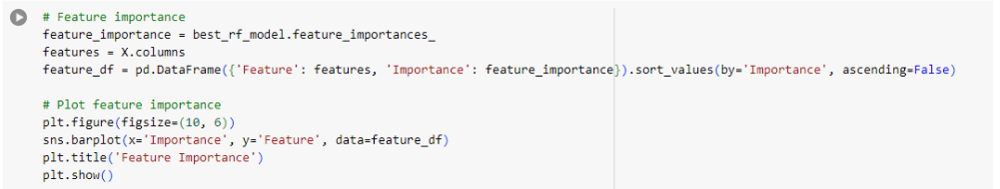 # Feature importance
feature_importance = best_rf_model.feature_importances_
features = X.columns
feature_df = pd.DataFrame({'Feature': features, 'Importance': feature_importance}).sort_values(by='Importance', ascending=False)
# Plot feature importance
plt.figure(figsize=(10, 6))
sns.barplot(x='Importance', y='Feature', data=feature_df)
plt.title('Feature Importance')
plt.show()